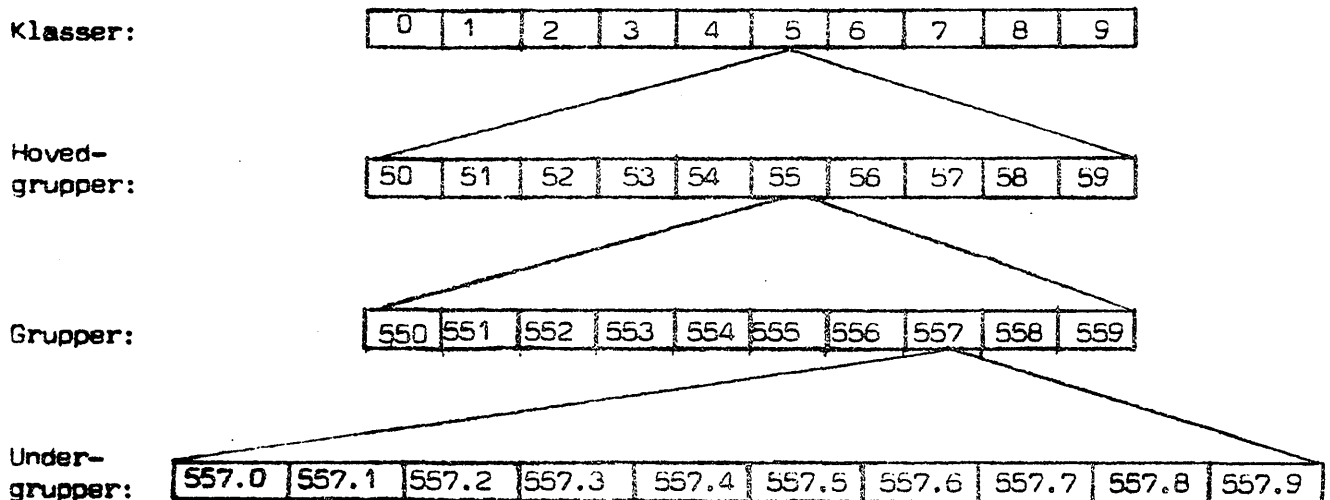 Klasser: 0 1 2 3 4 5 6 7 8 9
Hoved-
grupper: 50 51 52 53 54 55 56 57 58 59
Grupper: 550 551 552 553 554 555 556 557 558 559
Under-
grupper: 557.0 557.1 557.2 557.3 557.4 557.5 557.6 557.7 557.8 557.9